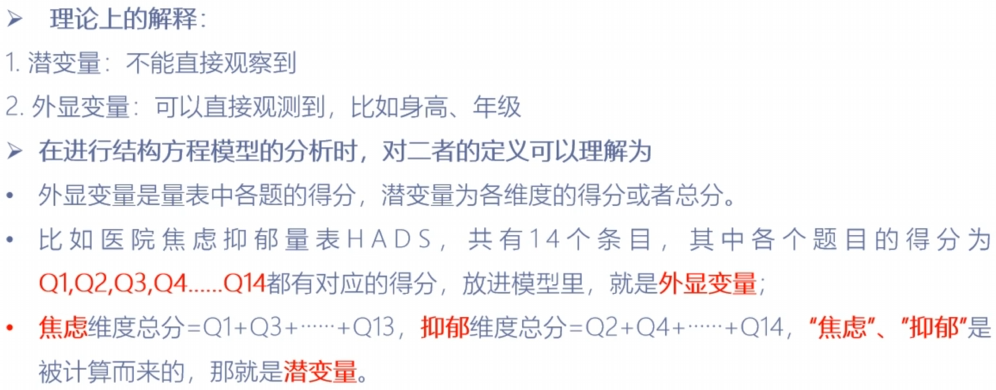 ➤ 理论上的解释：
1. 潜变量：不能直接观察到
2. 外显变量：可以直接观测到，比如身高、年级
➤ 在进行结构方程模型的分析时，对二者的定义可以理解为
• 外显变量是量表中各题的得分，潜变量为各维度的得分或者总分。
• 比如医院焦虑抑郁量表HADS，共有14个条目，其中各个题目的得分为
Q1,Q2,Q3,Q4......Q14都有对应的得分，放进模型里，就是外显变量；
• 焦虑维度总分=Q1+Q3+……+Q13，抑郁维度总分=Q2+Q4+……+Q14，“焦虑”、“抑郁”是
被计算而来的，那就是潜变量。